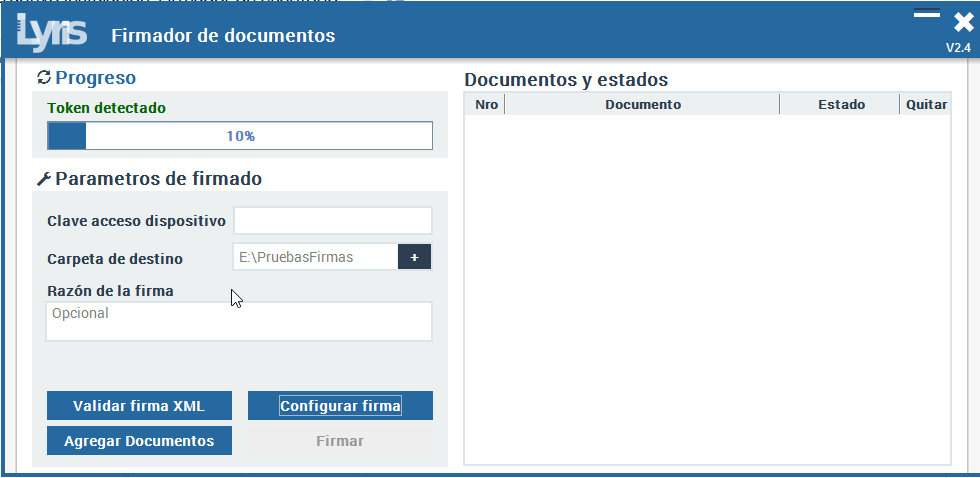 Lyris
Firmador de documentos
V2.4
Progreso
Token detectado
10%
Parametros de firmado
Clave acceso dispositivo
Carpeta de destino
E:\PruebasFirmas
+
Razón de la firma
Opcional
Validar firma XML
Configurar firma
Agregar Documentos
Firmar
Documentos y estados
Nro Documento Estado Quitar